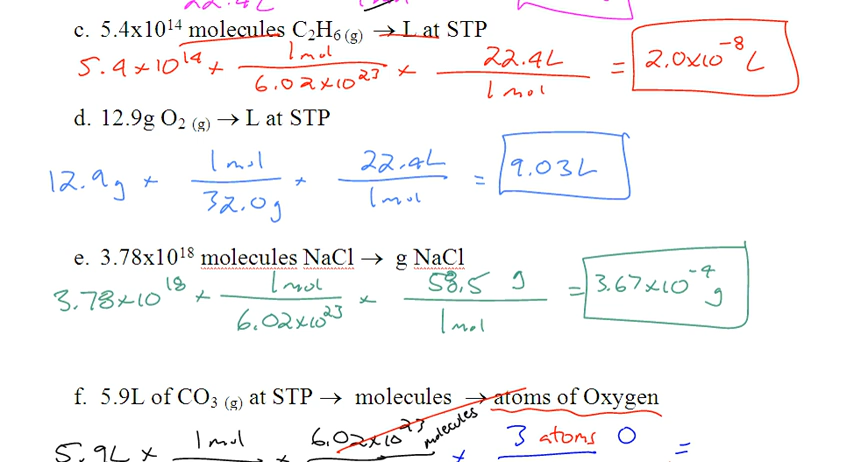 22.4L
c. 5.4x10¹⁴ molecules C₂H₆ (g) → L at STP
5.4×10¹⁴ × 1 mol / 6.02×10²³ × 22.4L / 1 mol = 2.0×10⁻⁸ L
d. 12.9g O₂ (g) → L at STP
12.9g × 1 mol / 32.0g × 22.4L / 1 mol = 9.03L
e. 3.78x10¹⁸ molecules NaCl → g NaCl
3.78×10¹⁸ × 1 mol / 6.02×10²³ × 58.5 g / 1 mol = 3.67×10⁻⁴ g
f. 5.9L of CO₃ (g) at STP → molecules → atoms of Oxygen
5.9L × 1 mol × 6.02×10²³ molecules × 3 atoms O =